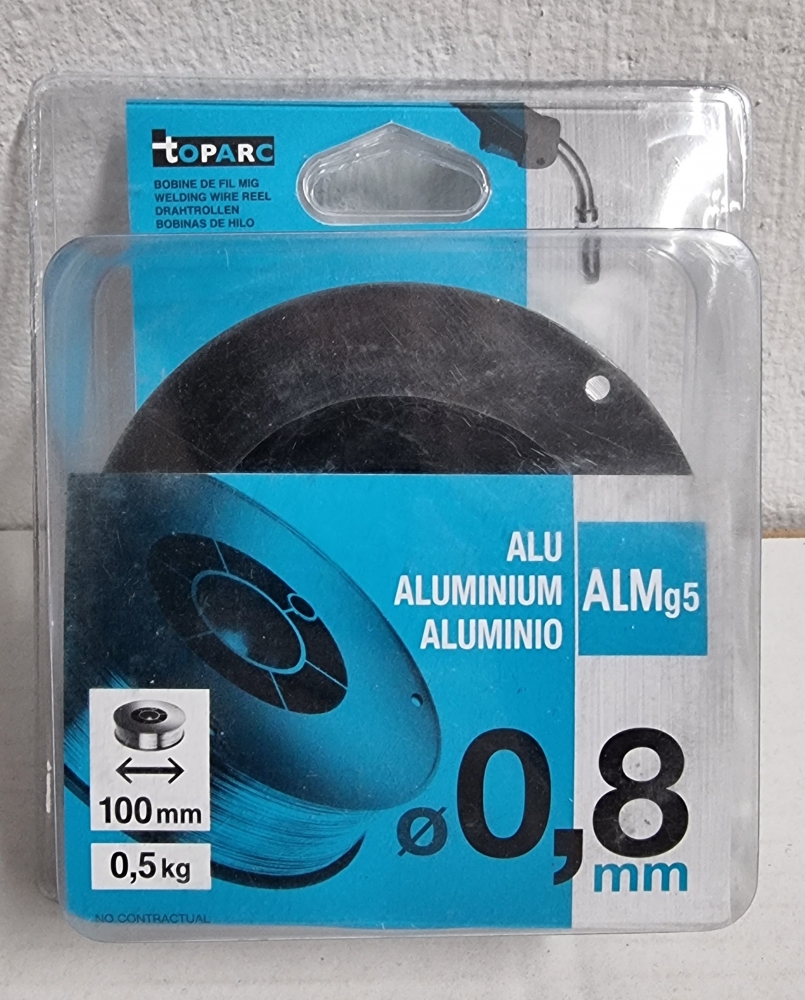 toPARC
BOBINE DE FIL MIG
WELDING WIRE REEL
DRAHTROLLEN
BOBINAS DE HILO
ALU
ALUMINIUM
ALUMINIO
ALMg5
100mm
0,5kg
ø0,8
mm
NO CONTRACTUAL